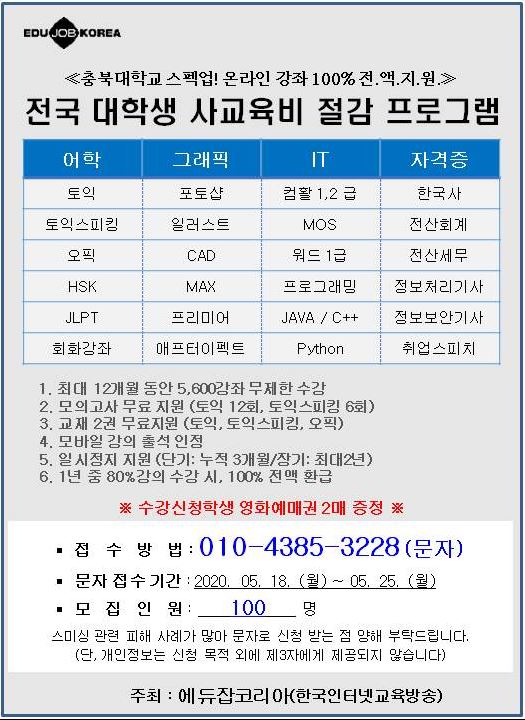 EDU JOB KOREA
≪충북대학교 스펙업! 온라인 강좌 100% 전.액.지.원.≫
전국 대학생 사교육비 절감 프로그램
어학 그래픽 IT 자격증
토익 포토샵 컴활 1,2 급 한국사
토익스피킹 일러스트 MOS 전산회계
오픽 CAD 워드 1급 전산세무
HSK MAX 프로그래밍 정보처리기사
JLPT 프리미어 JAVA / C++ 정보보안기사
회화강좌 애프터이펙트 Python 취업스피치
1. 최대 12개월 동안 5,600강좌 무제한 수강
2. 모의고사 무료 지원 (토익 12회, 토익스피킹 6회)
3. 교재 2권 무료지원 (토익, 토익스피킹, 오픽)
4. 모바일 강의 출석 인정
5. 일시정지 지원 (단기: 누적 3개월/장기: 최대2년)
6. 1년 중 80%강의 수강 시, 100% 전액 환급
※ 수강신청학생 영화예매권 2매 증정 ※
▪ 접 수 방 법 : 010-4385-3228 (문자)
▪ 문자 접수 기간 : 2020. 05. 18. (월) ~ 05. 25. (월)
▪ 모 집 인 원 : 100 명
스미싱 관련 피해 사례가 많아 문자로 신청 받는 점 양해 부탁드립니다.
(단, 개인정보는 신청 목적 외에 제3자에게 제공되지 않습니다)
주최 : 에듀잡코리아(한국인터넷교육방송)